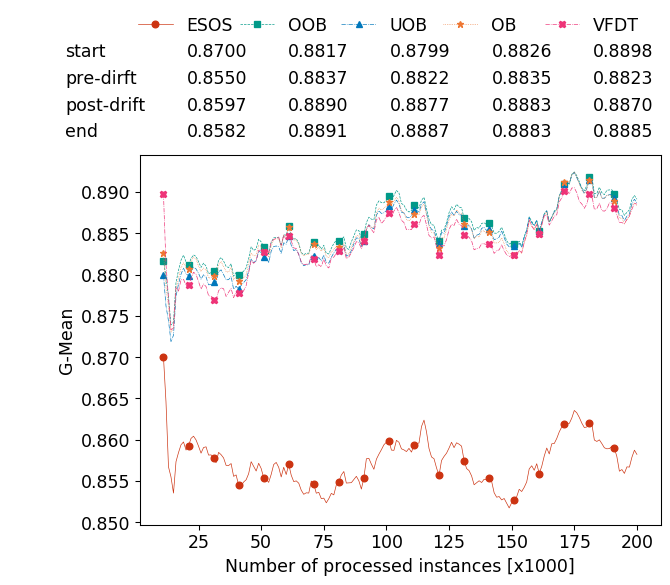 ESOS OOB UOB OB VFDT
start 0.8700 0.8817 0.8799 0.8826 0.8898
pre-dirft 0.8550 0.8837 0.8822 0.8835 0.8823
post-drift 0.8597 0.8890 0.8877 0.8883 0.8870
end 0.8582 0.8891 0.8887 0.8883 0.8885
0.890
0.885
0.880
0.875
0.870
0.865
0.860
0.855
0.850
G-Mean
25 50 75 100 125 150 175 200
Number of processed instances [x1000]